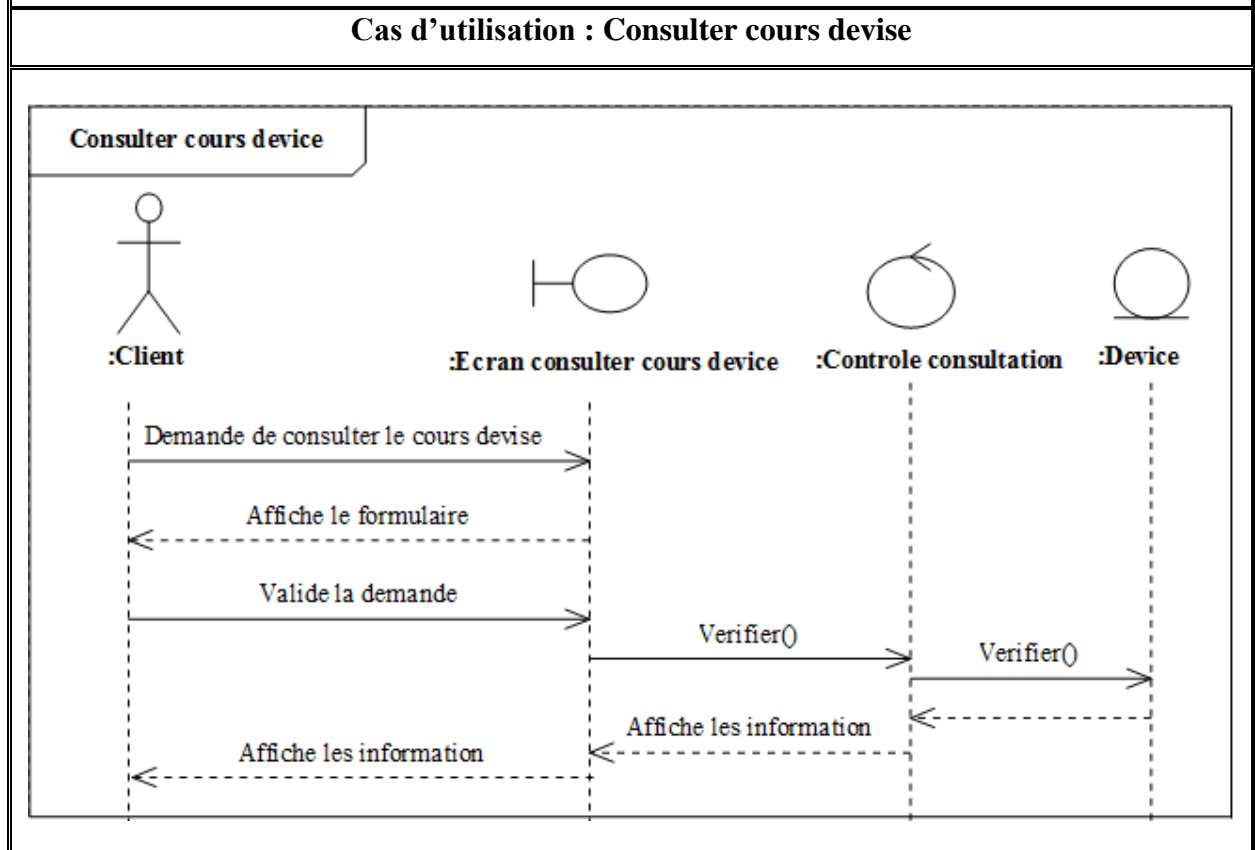 Cas d’utilisation : Consulter cours devise
Consulter cours device
:Client
:Ecran consulter cours device
:Controle consultation
:Device
Demande de consulter le cours devise
Affiche le formulaire
Valide la demande
Verifier()
Verifier()
Affiche les information
Affiche les information